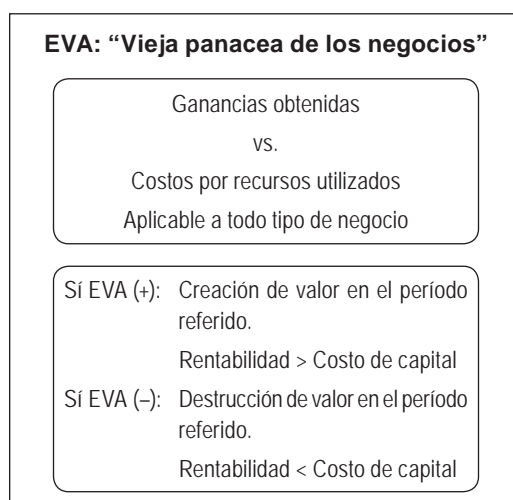 EVA: “Vieja panacea de los negocios”
Ganancias obtenidas
vs.
Costos por recursos utilizados
Aplicable a todo tipo de negocio
Sí EVA (+): Creación de valor en el período
referido.
Rentabilidad > Costo de capital
Sí EVA (–): Destrucción de valor en el período
referido.
Rentabilidad < Costo de capital